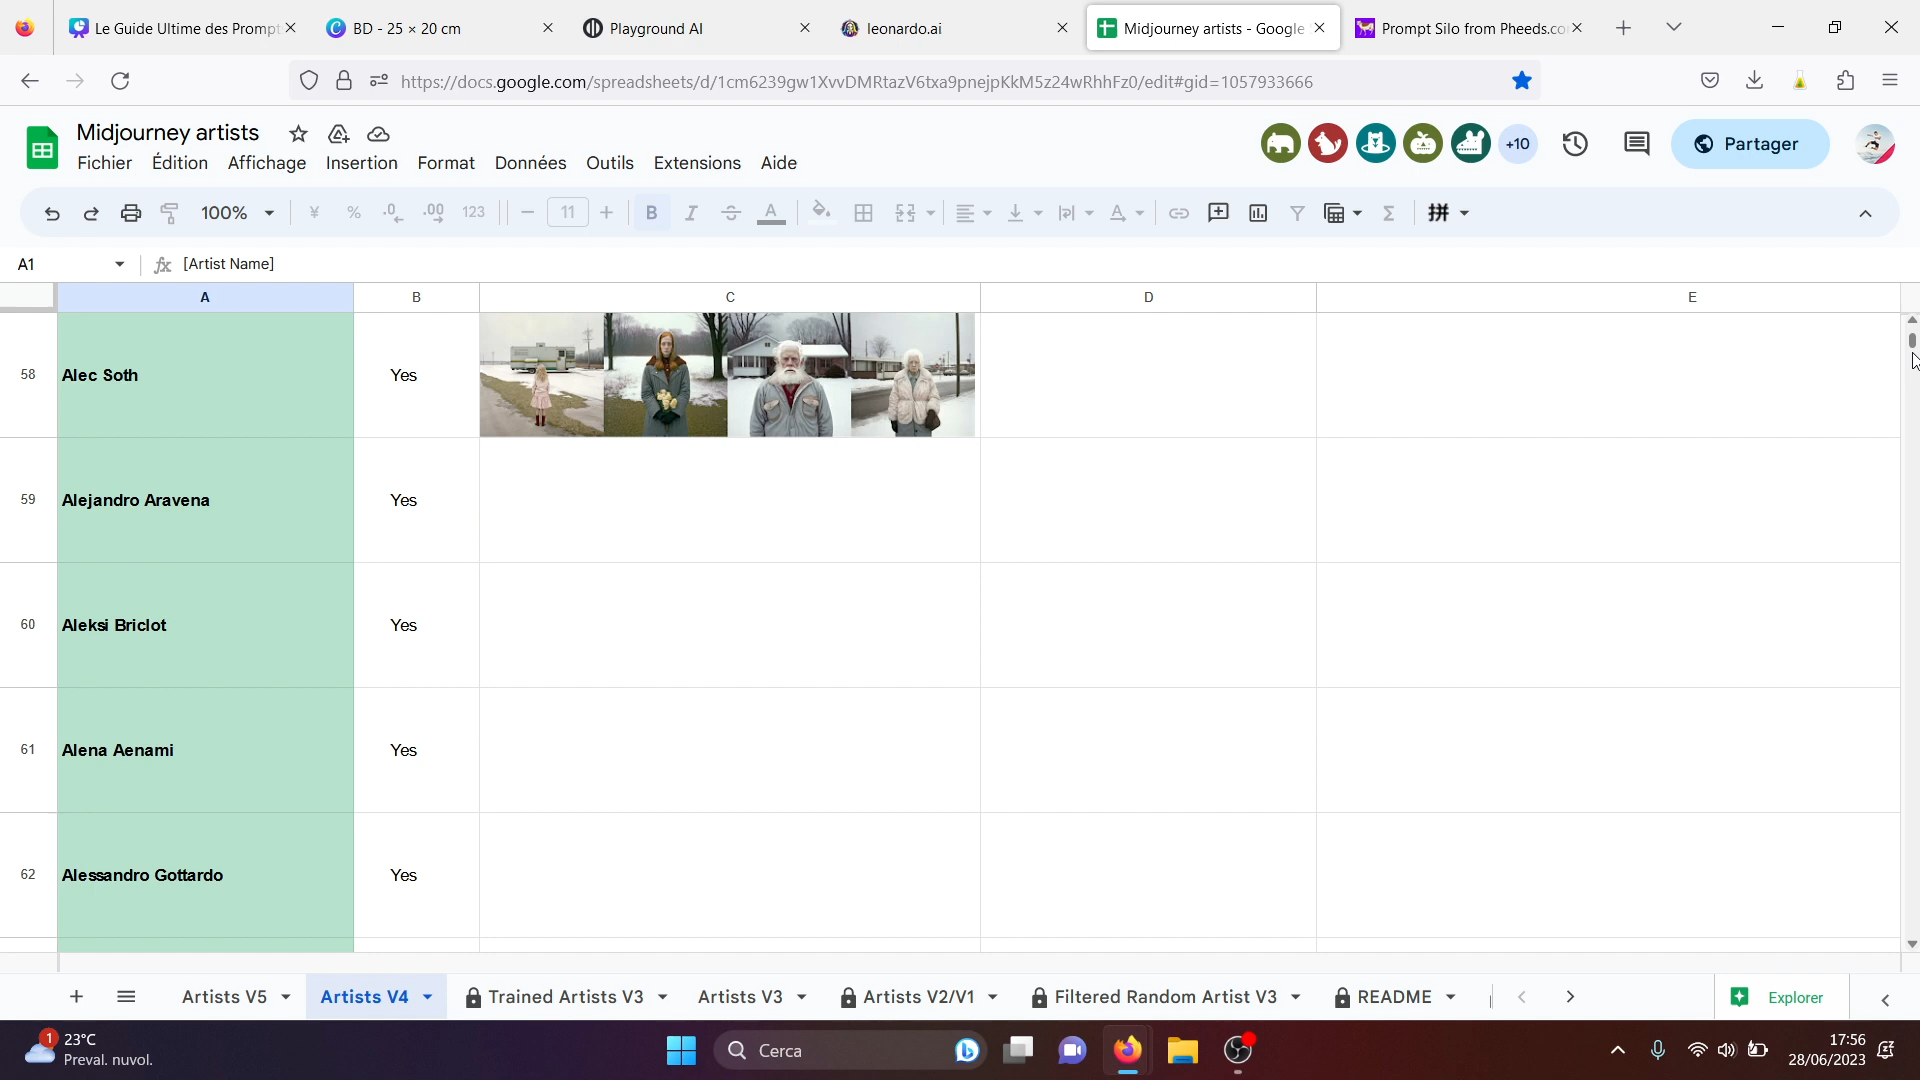 Le Guide Ultime des Prompt
BD - 25 × 20 cm
Playground AI
leonardo.ai
Midjourney artists - Google
Prompt Silo from Pheeds.co
https://docs.google.com/spreadsheets/d/1cm6239gw1XvvDMRtazV6txa9pnejpKkM5z24wRhhFz0/edit#gid=1057933666
Midjourney artists
Fichier Édition Affichage Insertion Format Données Outils Extensions Aide
+10
Partager
100% ¥ % .0 .00 123 11 B I A Σ 拼
A1 fx [Artist Name]
A B C D E
58 Alec Soth Yes
59 Alejandro Aravena Yes
60 Aleksi Briclot Yes
61 Alena Aenami Yes
62 Alessandro Gottardo Yes
Artists V5 Artists V4 Trained Artists V3 Artists V3 Artists V2/V1 Filtered Random Artist V3 README Explorer
1 23°C
Preval. nuvol.
Cerca
17:56
28/06/2023